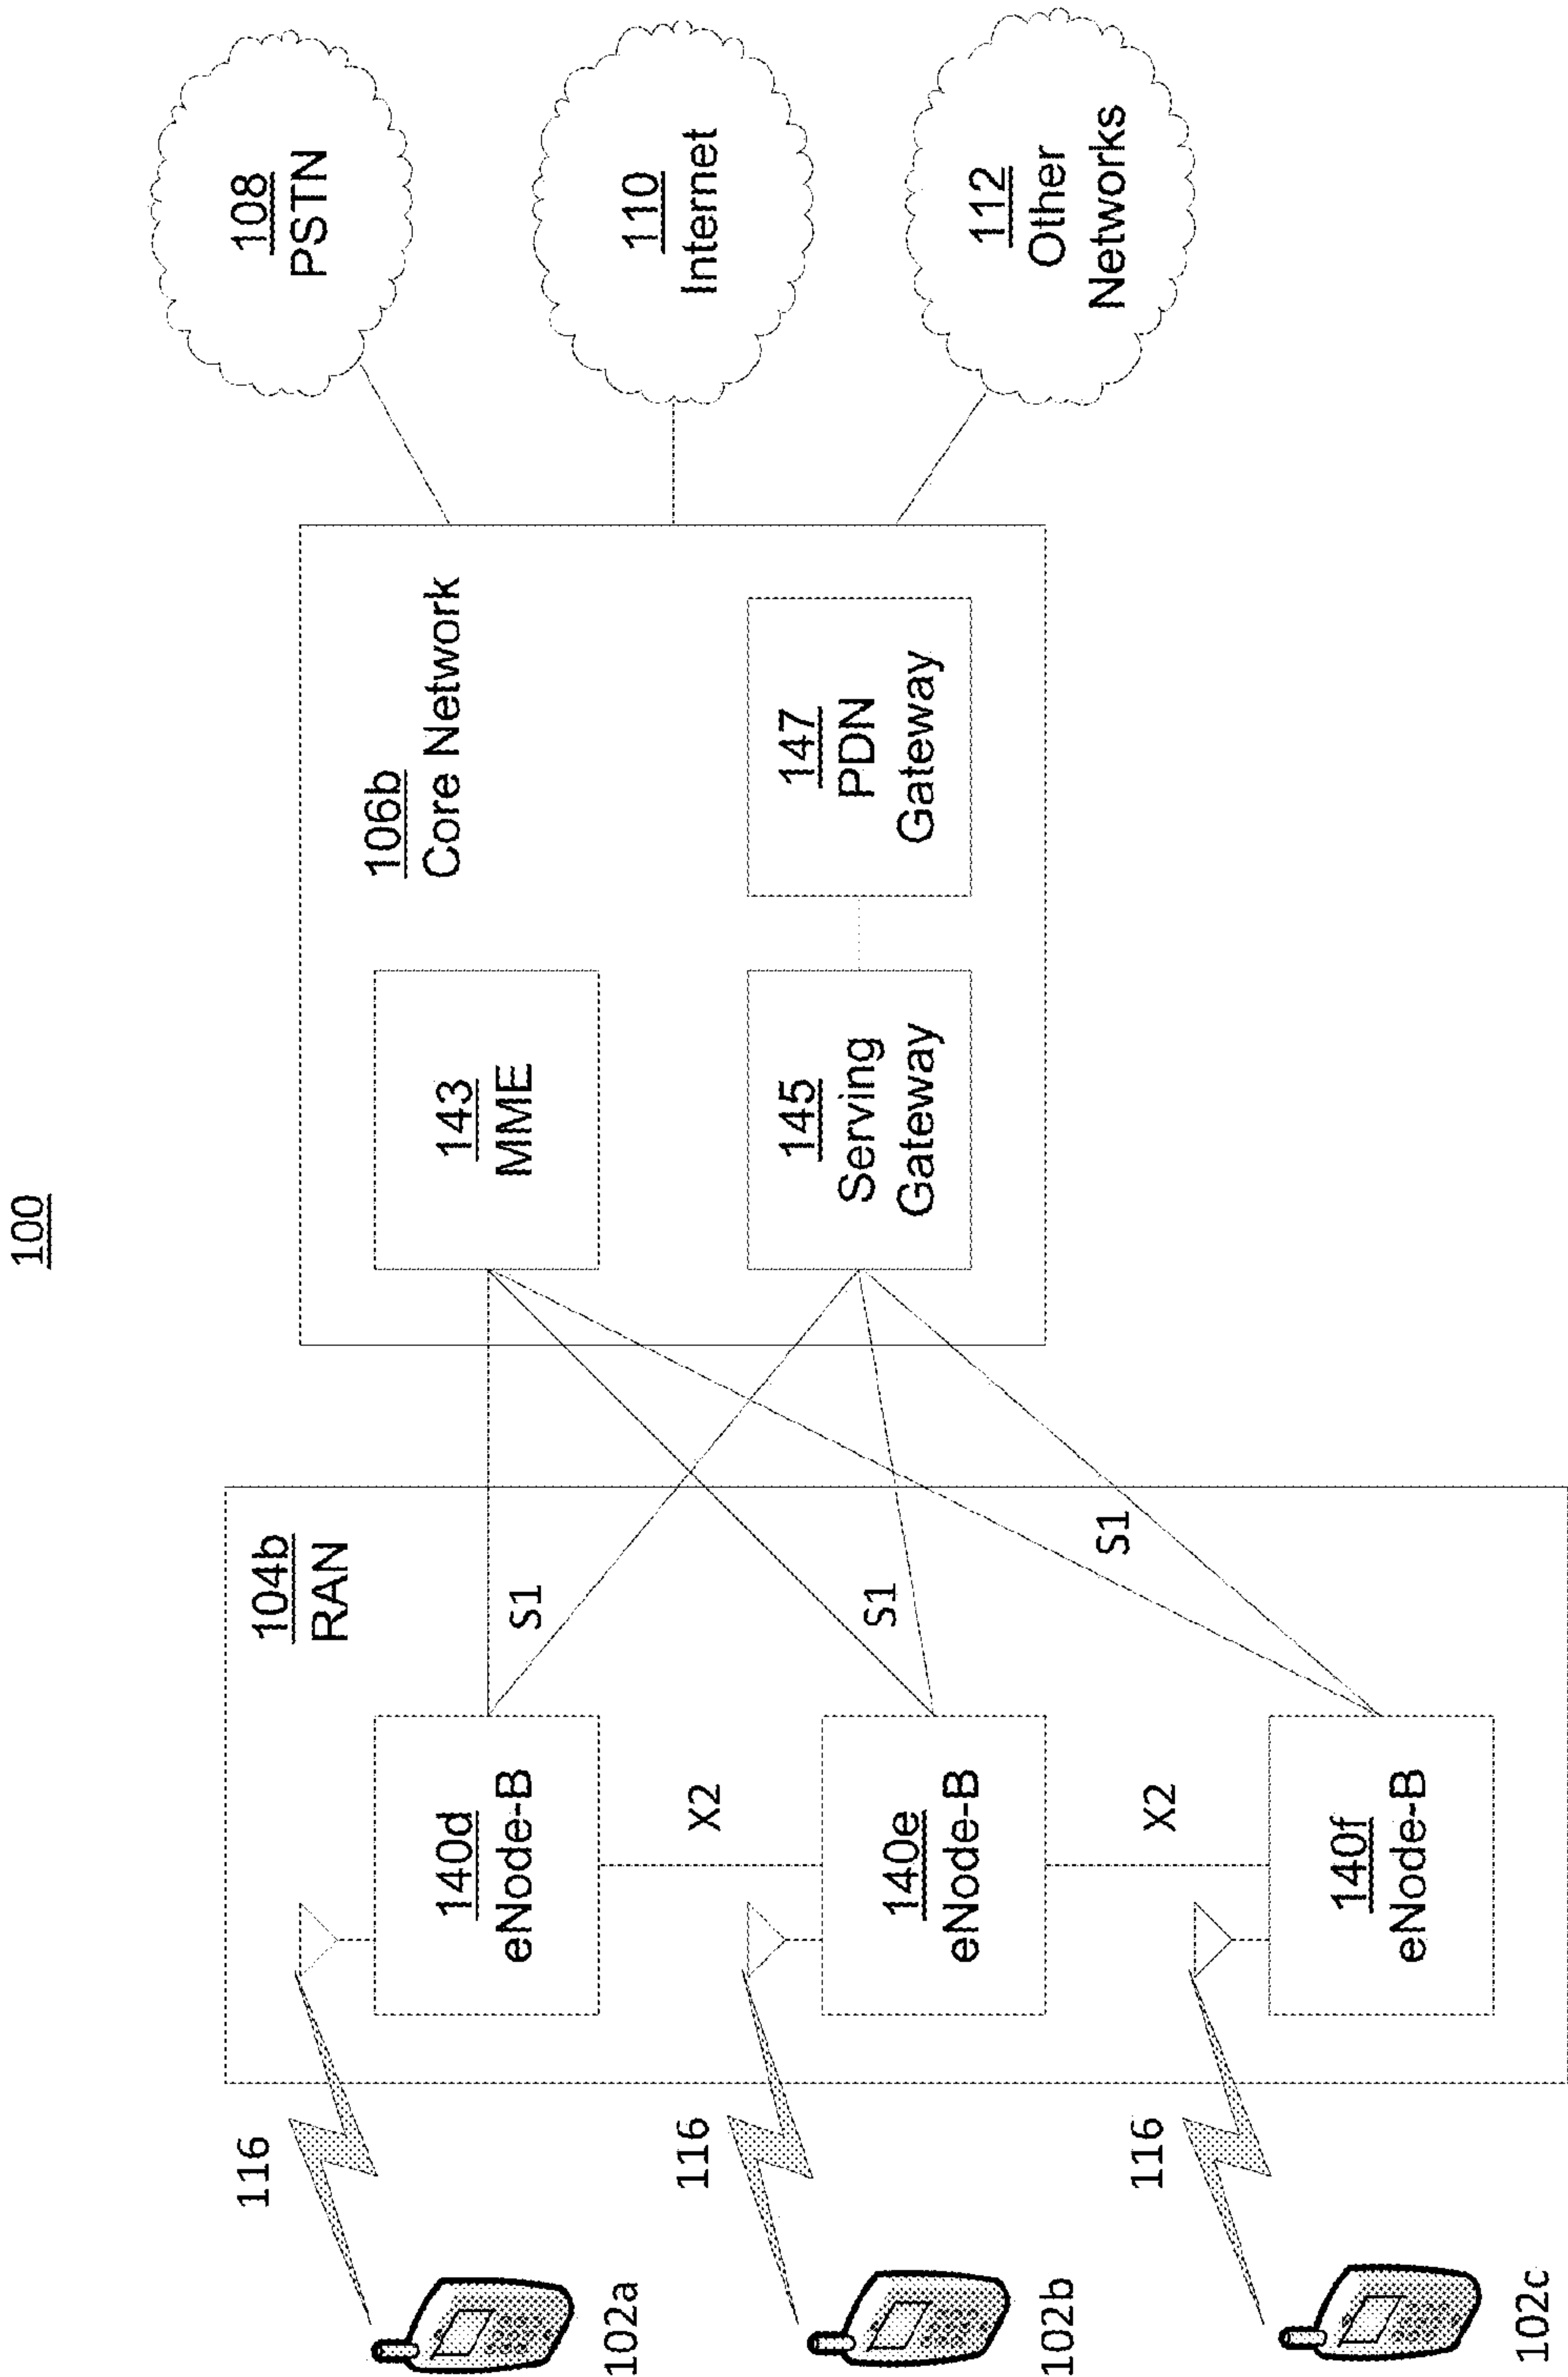 100
116
102a
116
102b
116
102c
104b
RAN
140d
eNode-B
X2
140e
eNode-B
X2
140f
eNode-B
S1
S1
S1
106b
Core Network
143
MME
145
Serving
Gateway
147
PDN
Gateway
108
PSTN
110
Internet
112
Other
Networks